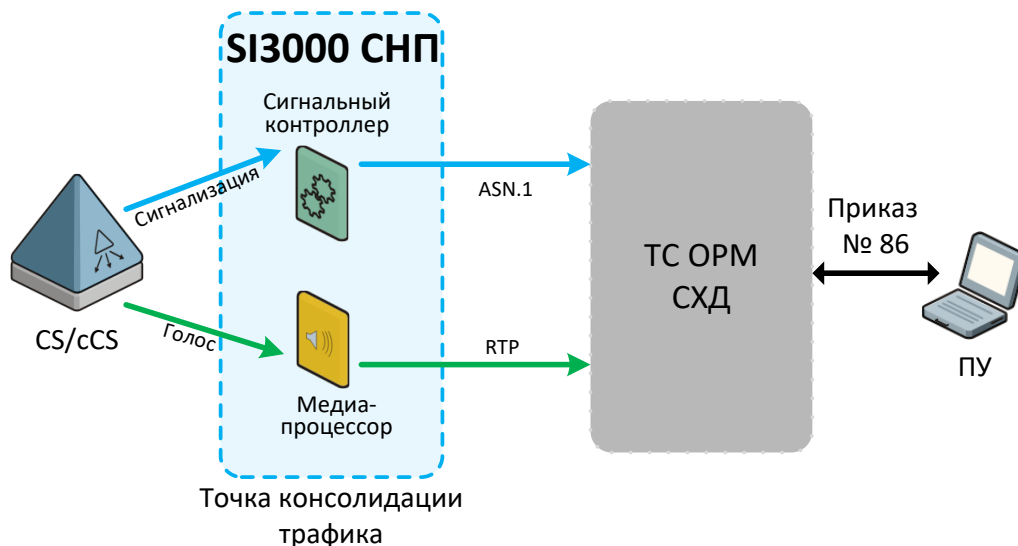 SI3000 СНП
Сигнальный
контроллер
Сигнализация
ASN.1
CS/cCS
Голос
RTP
Медиа-
процессор
ТС ОРМ
СХД
Приказ
№ 86
ПУ
Точка консолидации
трафика